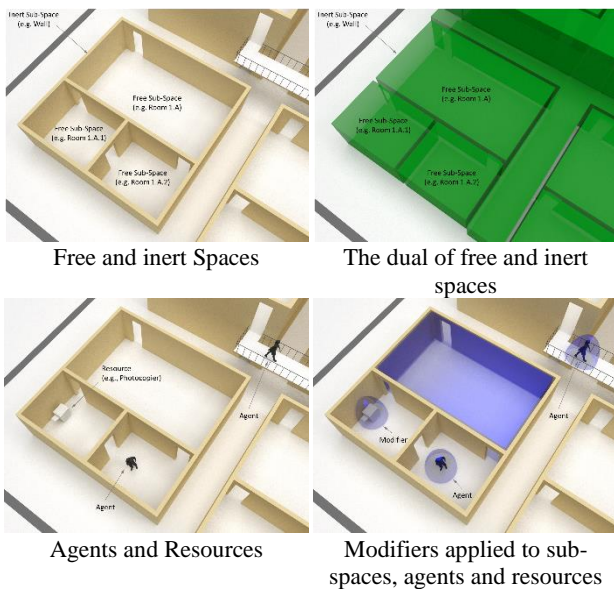 Inert Sub-Space
(e.g. Wall)
Free Sub-Space
(e.g. Room 1.A)
Free Sub-Space
(e.g. Room 1.A.1)
Free Sub-Space
(e.g. Room 1.A.2)
Free and inert Spaces
Inert Sub-Space
(e.g. Wall)
Free Sub-Space
(e.g. Room 1.A)
Free Sub-Space
(e.g. Room 1.A.1)
Free Sub-Space
(e.g. Room 1.A.2)
The dual of free and inert
spaces
Resource
(e.g., Photocopier)
Agent
Agent
Agents and Resources
Agent
Modifier
Agent
Modifiers applied to sub-
spaces, agents and resources